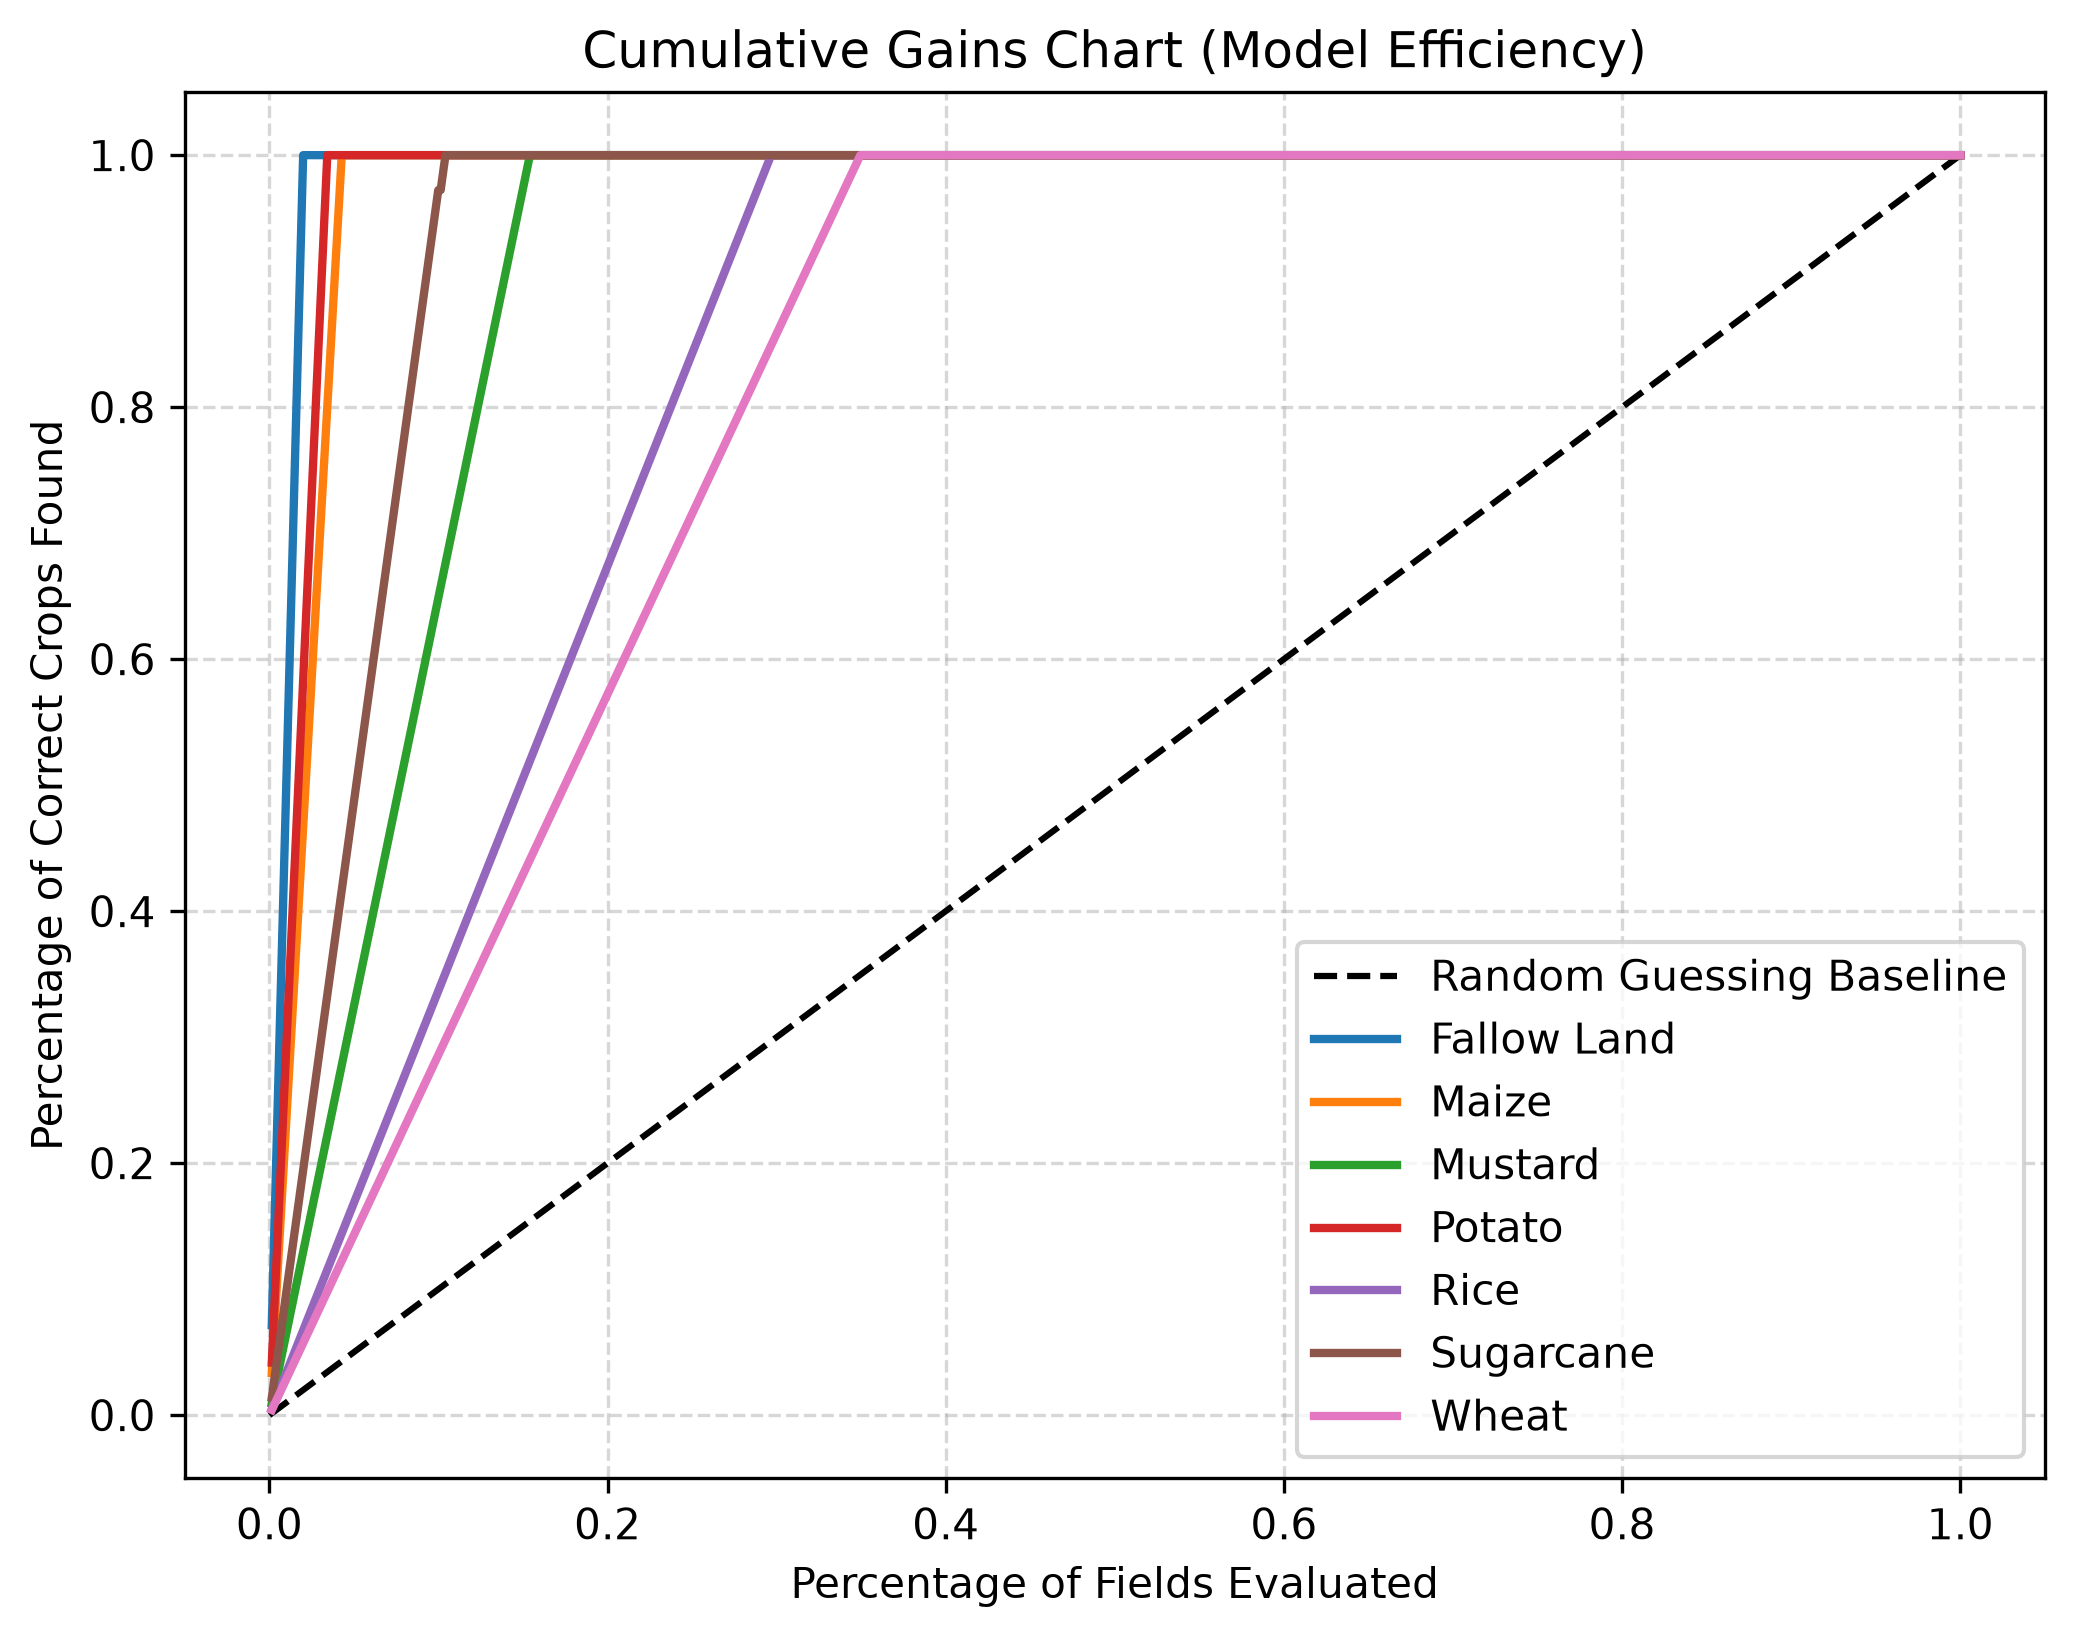 Cumulative Gains Chart (Model Efficiency)
Percentage of Correct Crops Found
1.0
0.8
0.6
0.4
0.2
0.0
Random Guessing Baseline
Fallow Land
Maize
Mustard
Potato
Rice
Sugarcane
Wheat
0.0 0.2 0.4 0.6 0.8 1.0
Percentage of Fields Evaluated